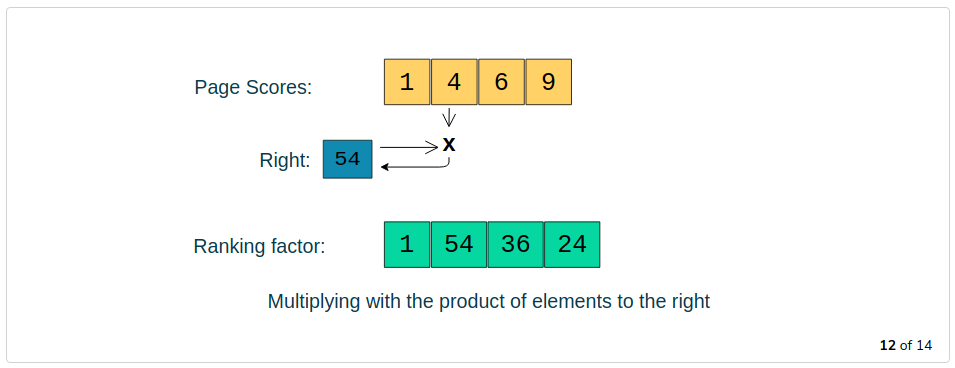 Page Scores: 1 4 6 9
x
Right: 54
Ranking factor: 1 54 36 24
Multiplying with the product of elements to the right
12 of 14